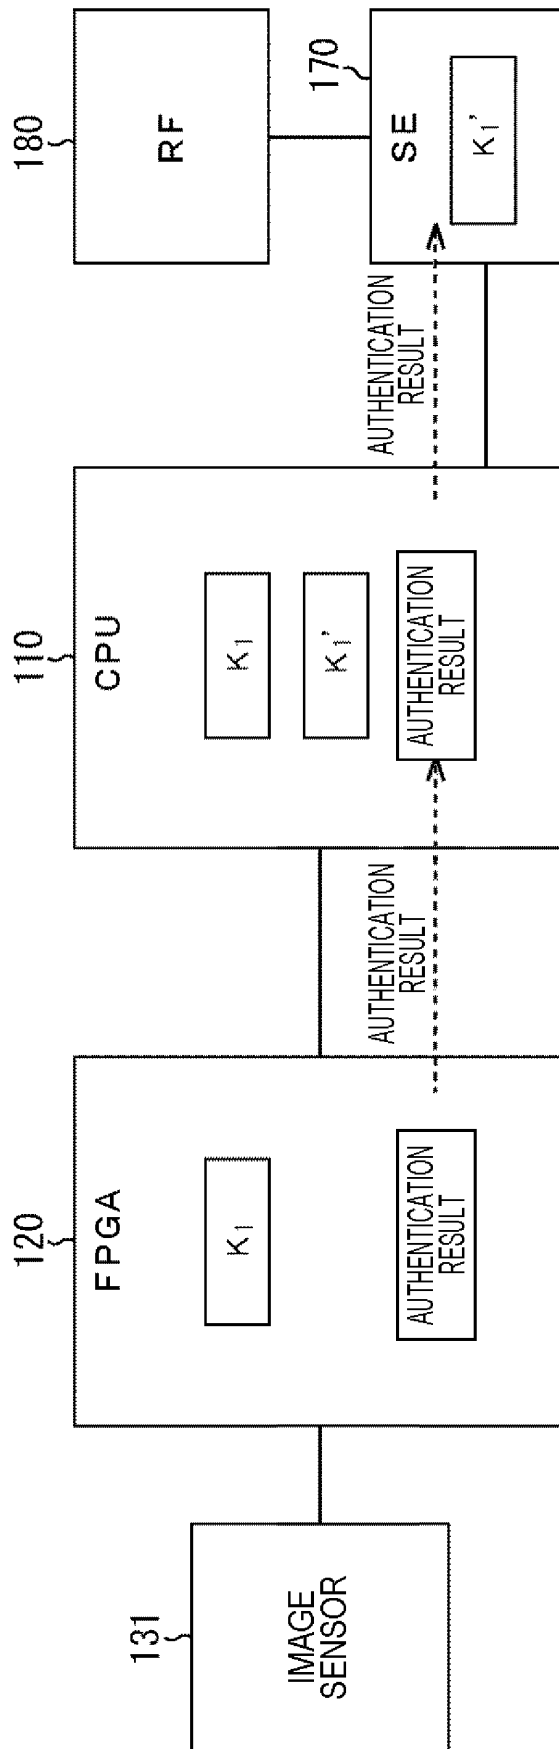 131
IMAGE
SENSOR
120
FPGA
K₁
AUTHENTICATION
RESULT
AUTHENTICATION
RESULT
110
CPU
K₁
K₁'
AUTHENTICATION
RESULT
AUTHENTICATION
RESULT
180
RF
170
SE
K₁'